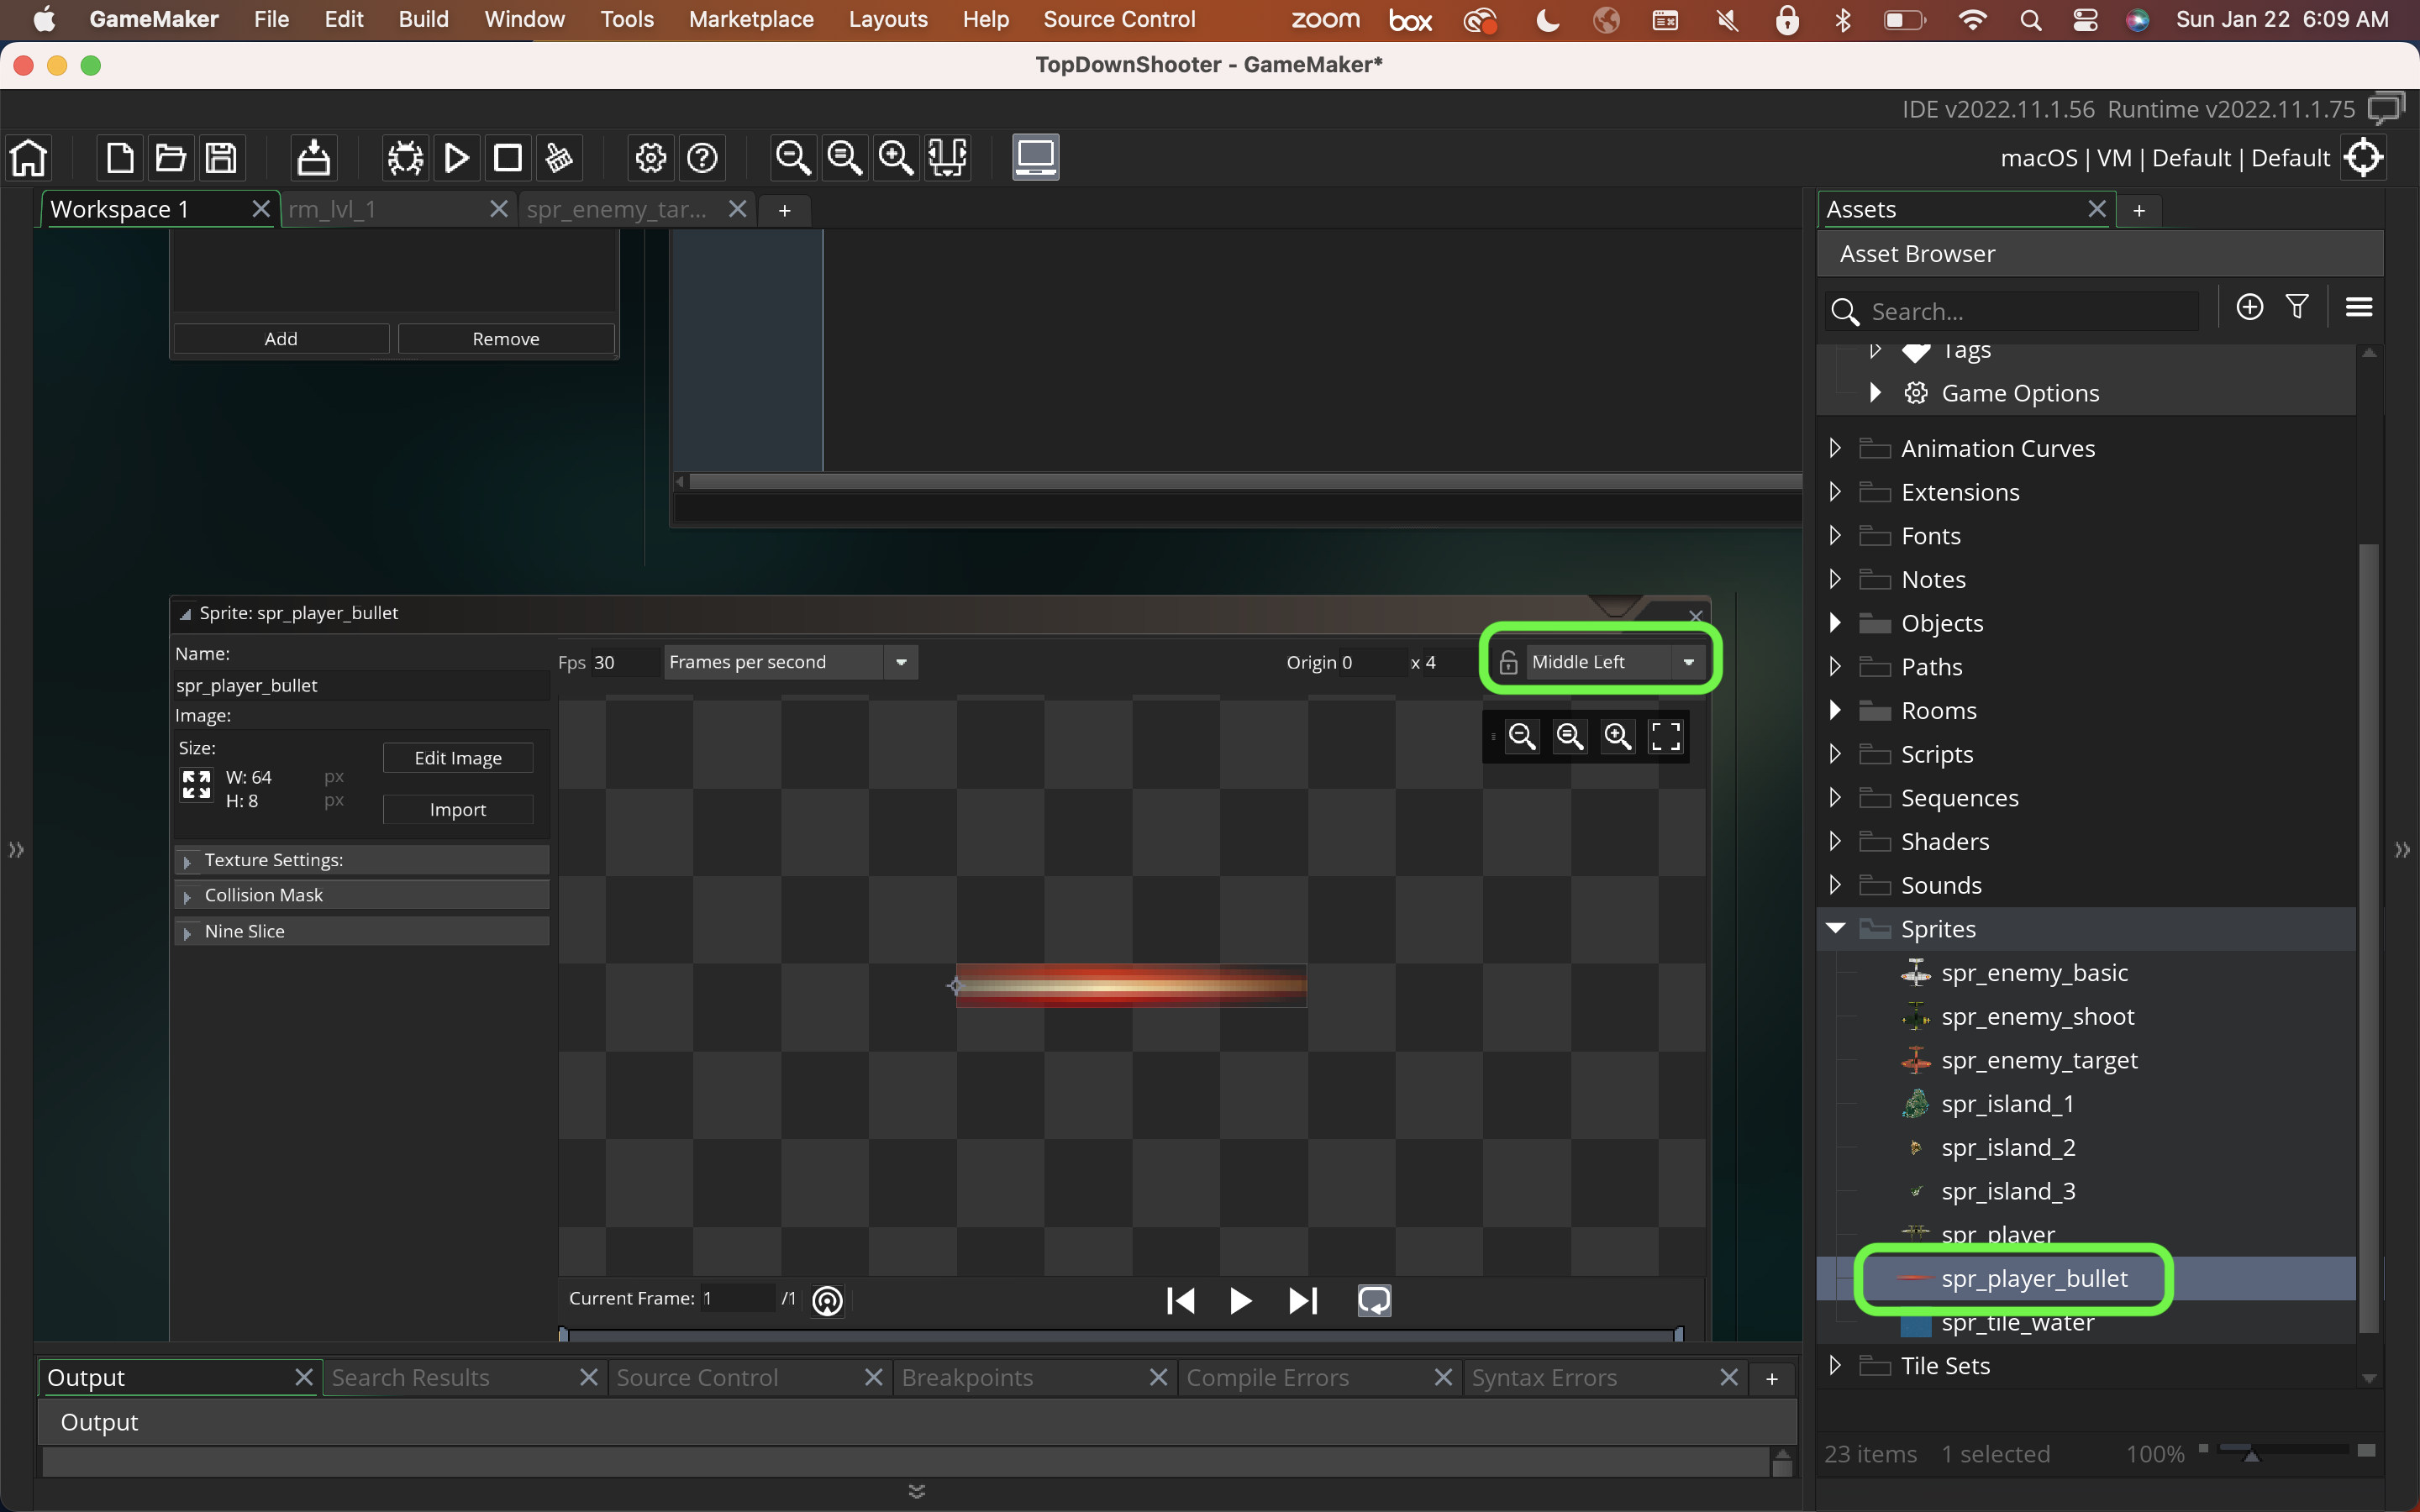 GameMaker File Edit Build Window Tools Marketplace Layouts Help Source Control zoom box Sun Jan 22 6:09 AM
TopDownShooter - GameMaker*
IDE v2022.11.1.56 Runtime v2022.11.1.75
macOS | VM | Default | Default
Workspace 1 rm_lvl_1 spr_enemy_tar... +
Add Remove
Sprite: spr_player_bullet
Name:
spr_player_bullet
Image:
Size:
W: 64 px
H: 8 px
Edit Image
Import
Texture Settings:
Collision Mask
Nine Slice
Fps 30 Frames per second Origin 0 x 4 Middle Left
Current Frame: 1 /1
Output Search Results Source Control Breakpoints Compile Errors Syntax Errors +
Output
Assets +
Asset Browser
Search...
Tags
Game Options
Animation Curves
Extensions
Fonts
Notes
Objects
Paths
Rooms
Scripts
Sequences
Shaders
Sounds
Sprites
spr_enemy_basic
spr_enemy_shoot
spr_enemy_target
spr_island_1
spr_island_2
spr_island_3
spr_player
spr_player_bullet
spr_tile_water
Tile Sets
23 items 1 selected 100%